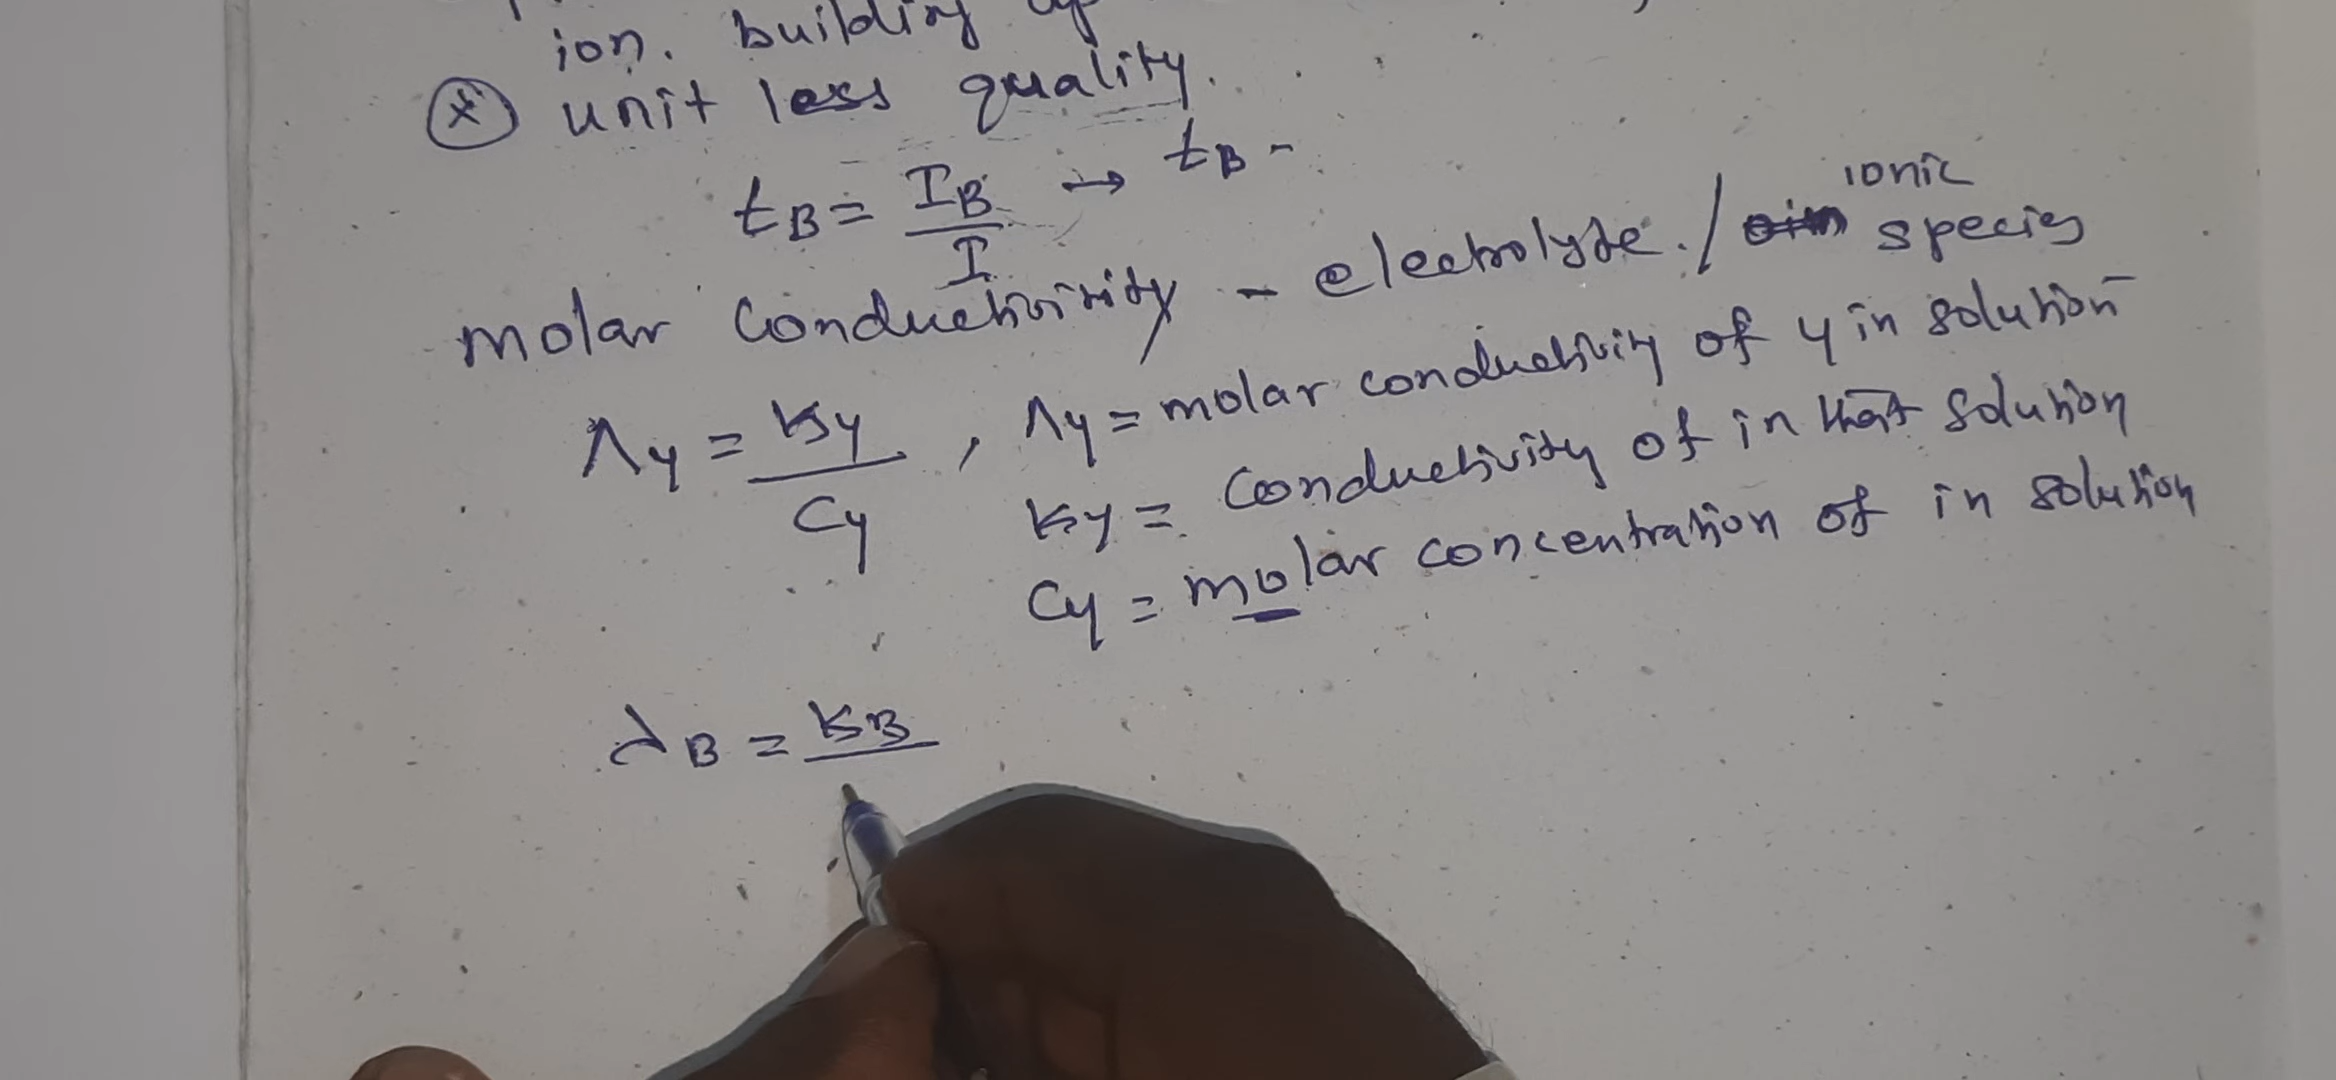 ion. building up
* unit less quality.
tB = IB / I → tB -
molar conductivity - electrolyte. / ionic species
Λy = κy / Cy , Λy = molar conductivity of y in solution
κy = conductivity of in that solution
Cy = molar concentration of in solution
λB = κB